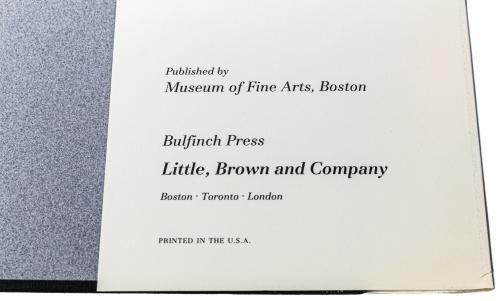 Published by
Museum of Fine Arts, Boston
Bulfinch Press
Little, Brown and Company
Boston · Toronto · London
PRINTED IN THE U.S.A.